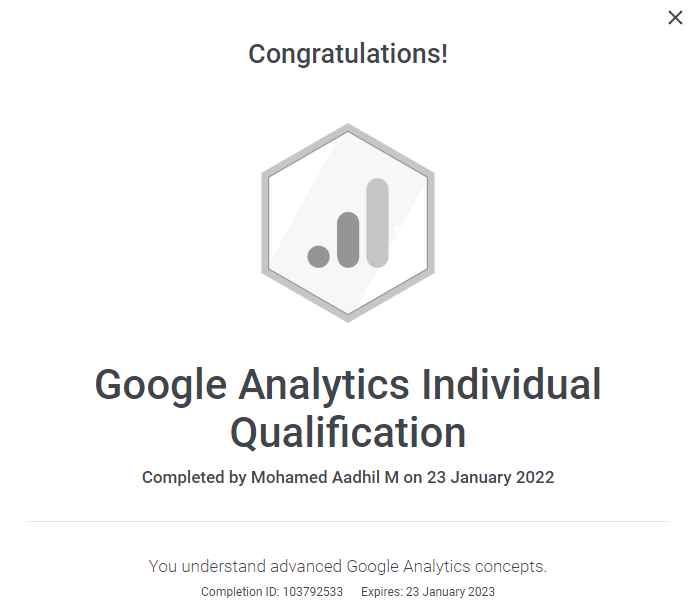 Congratulations!
Google Analytics Individual
Qualification
Completed by Mohamed Aadhil M on 23 January 2022
You understand advanced Google Analytics concepts.
Completion ID: 103792533 Expires: 23 January 2023